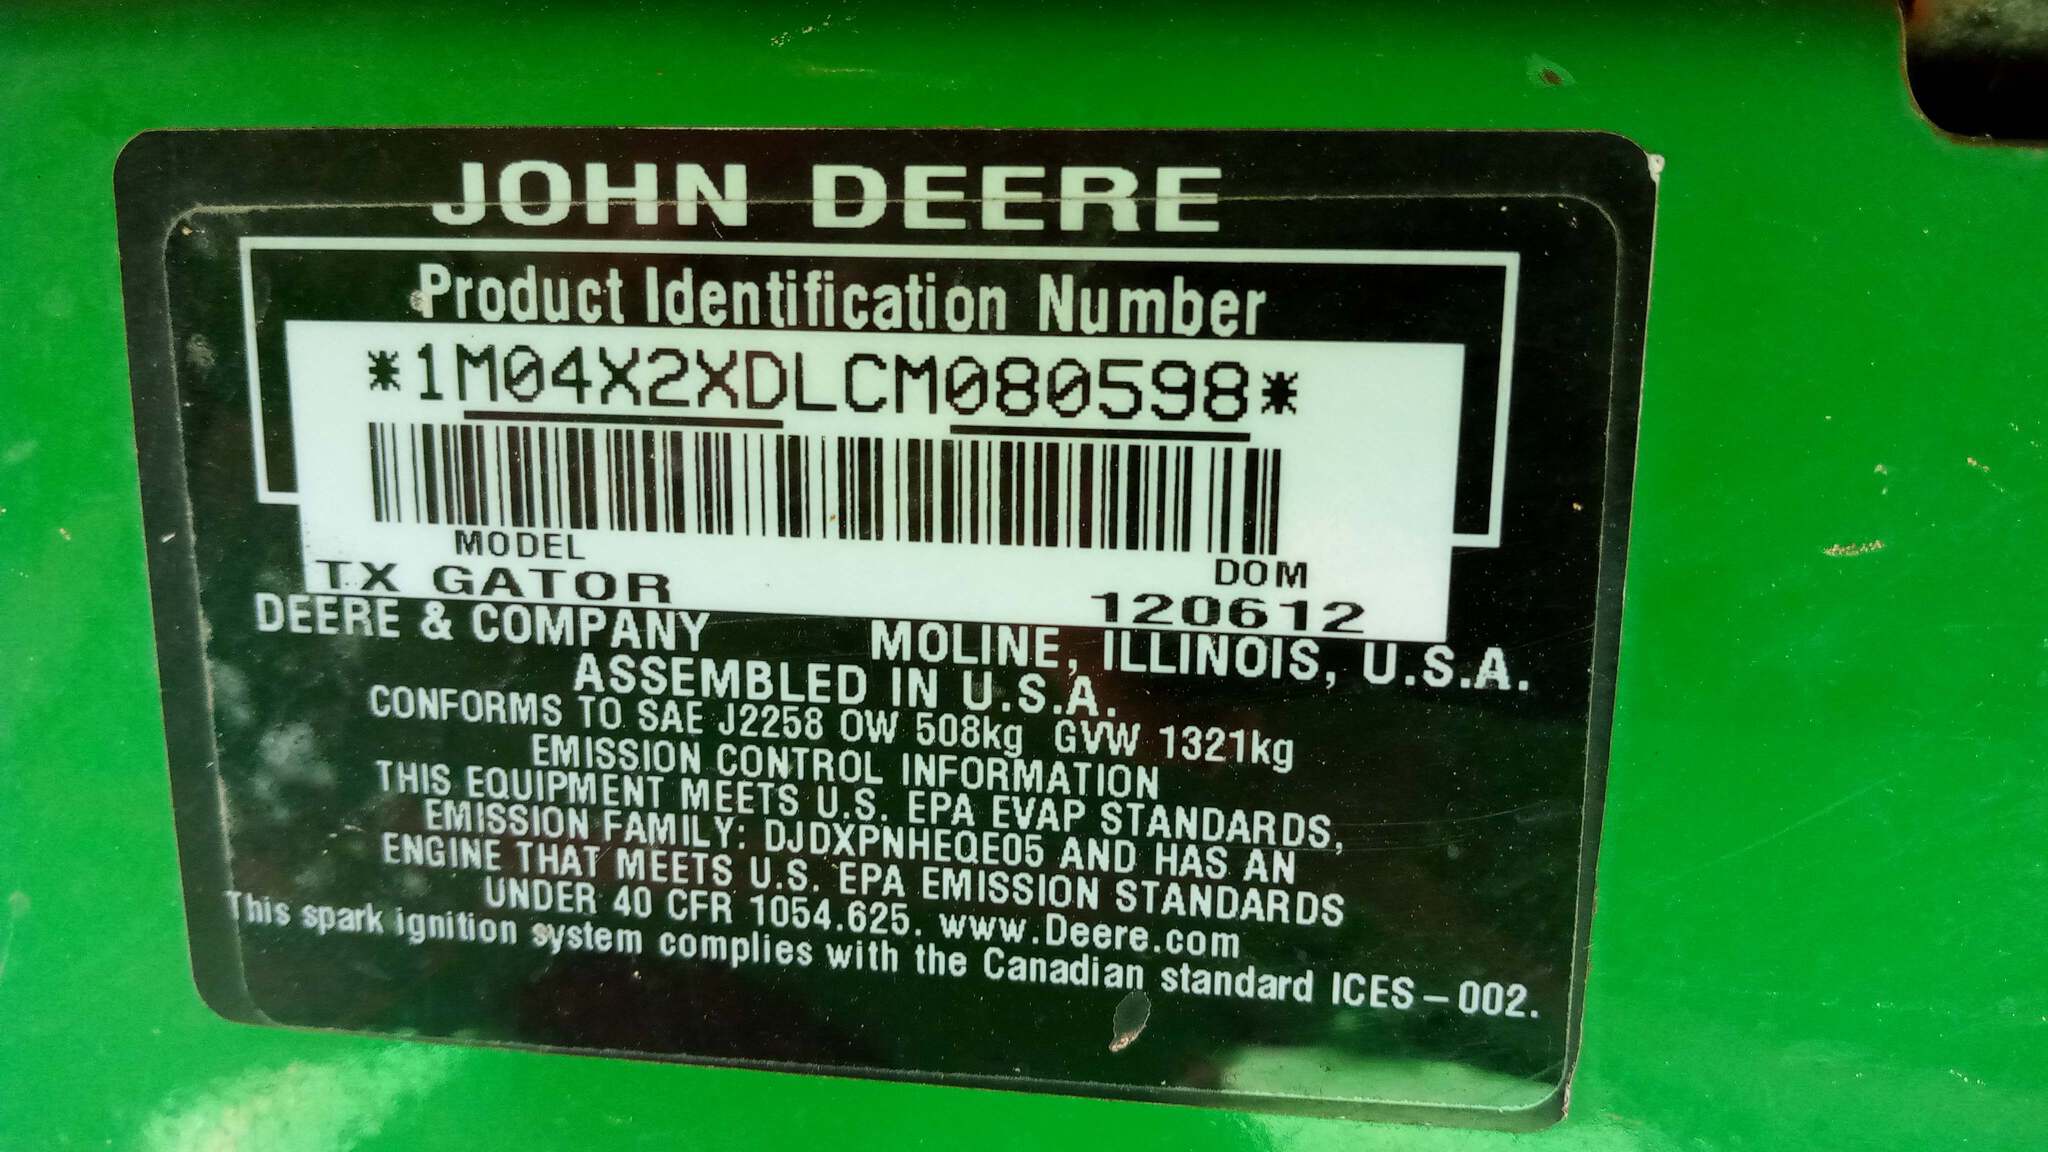 JOHN DEERE
Product Identification Number
*1M04X2XDLCM080598*
MODEL DOM
TX GATOR 120612
DEERE & COMPANY MOLINE, ILLINOIS, U.S.A.
ASSEMBLED IN U.S.A.
CONFORMS TO SAE J2258 OW 508kg GVW 1321kg
EMISSION CONTROL INFORMATION
THIS EQUIPMENT MEETS U.S. EPA EVAP STANDARDS,
EMISSION FAMILY: DJDXPNHEQE05 AND HAS AN
ENGINE THAT MEETS U.S. EPA EMISSION STANDARDS
UNDER 40 CFR 1054.625. www.Deere.com
This spark ignition system complies with the Canadian standard ICES-002.